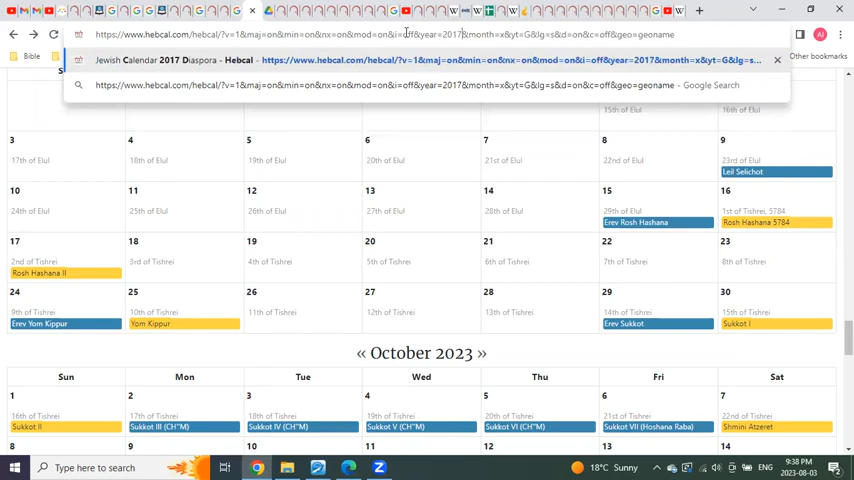 https://www.hebcal.com/hebcal/?v=1&maj=on&min=on&nx=on&mod=on&i=off&year=2017&month=x&yt=G&lg=s&d=on&c=off&geo=geoname
Jewish Calendar 2017 Diaspora - Hebcal - https://www.hebcal.com/hebcal/?v=1&maj=on&min=on&nx=on&mod=on&i=off&year=2017&month=x&yt=G&lg=s...
https://www.hebcal.com/hebcal/?v=1&maj=on&min=on&nx=on&mod=on&i=off&year=2017&month=x&yt=G&lg=s&d=on&c=off&geo=geoname - Google Search
Bible
Other bookmarks
15th of Elul 16th of Elul
3 4 5 6 7 8 9
17th of Elul 18th of Elul 19th of Elul 20th of Elul 21st of Elul 22nd of Elul 23rd of Elul
Leil Selichot
10 11 12 13 14 15 16
24th of Elul 25th of Elul 26th of Elul 27th of Elul 28th of Elul 29th of Elul 1st of Tishrei, 5784
Erev Rosh Hashana Rosh Hashana 5784
17 18 19 20 21 22 23
2nd of Tishrei 3rd of Tishrei 4th of Tishrei 5th of Tishrei 6th of Tishrei 7th of Tishrei 8th of Tishrei
Rosh Hashana II
24 25 26 27 28 29 30
9th of Tishrei 10th of Tishrei 11th of Tishrei 12th of Tishrei 13th of Tishrei 14th of Tishrei 15th of Tishrei
Erev Yom Kippur Yom Kippur Erev Sukkot Sukkot I
« October 2023 »
Sun Mon Tue Wed Thu Fri Sat
1 2 3 4 5 6 7
16th of Tishrei 17th of Tishrei 18th of Tishrei 19th of Tishrei 20th of Tishrei 21st of Tishrei 22nd of Tishrei
Sukkot II Sukkot III (CH''M) Sukkot IV (CH''M) Sukkot V (CH''M) Sukkot VI (CH''M) Sukkot VII (Hoshana Raba) Shmini Atzeret
8 9 10 11 12 13 14
Type here to search
18°C Sunny
ENG
9:38 PM
2023-08-03
2